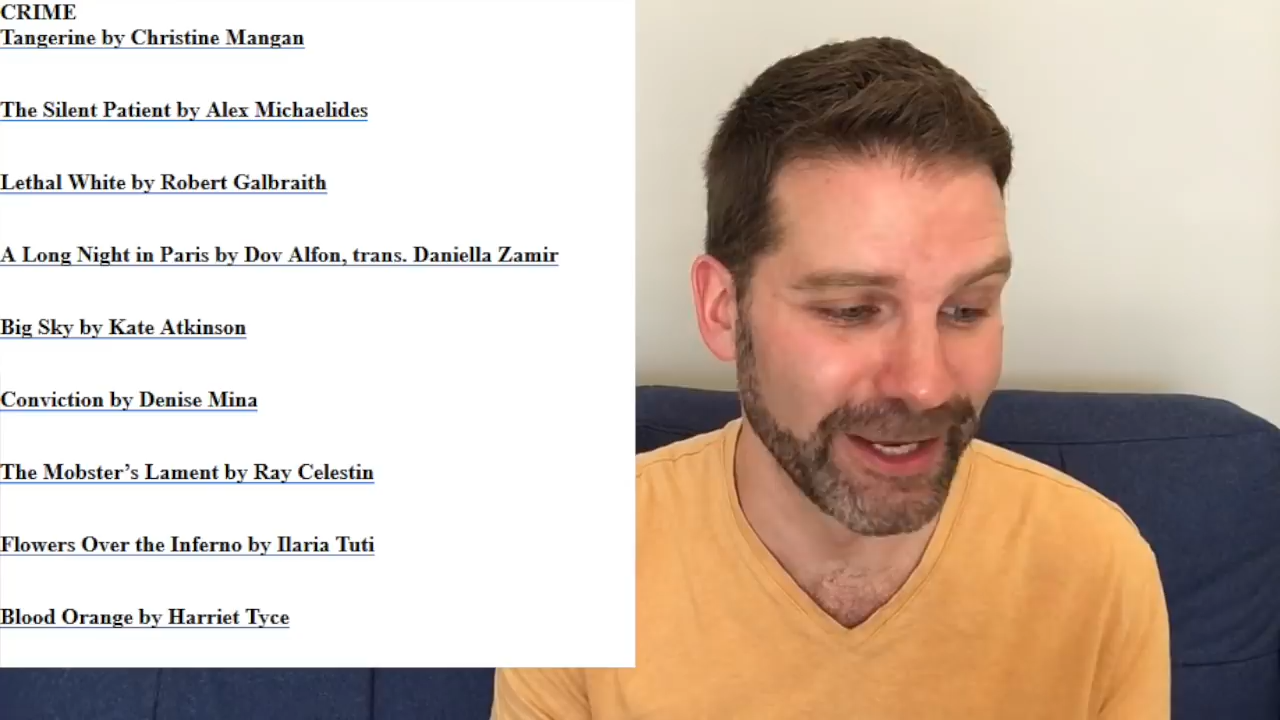 CRIME
Tangerine by Christine Mangan
The Silent Patient by Alex Michaelides
Lethal White by Robert Galbraith
A Long Night in Paris by Dov Alfon, trans. Daniella Zamir
Big Sky by Kate Atkinson
Conviction by Denise Mina
The Mobster’s Lament by Ray Celestin
Flowers Over the Inferno by Ilaria Tuti
Blood Orange by Harriet Tyce